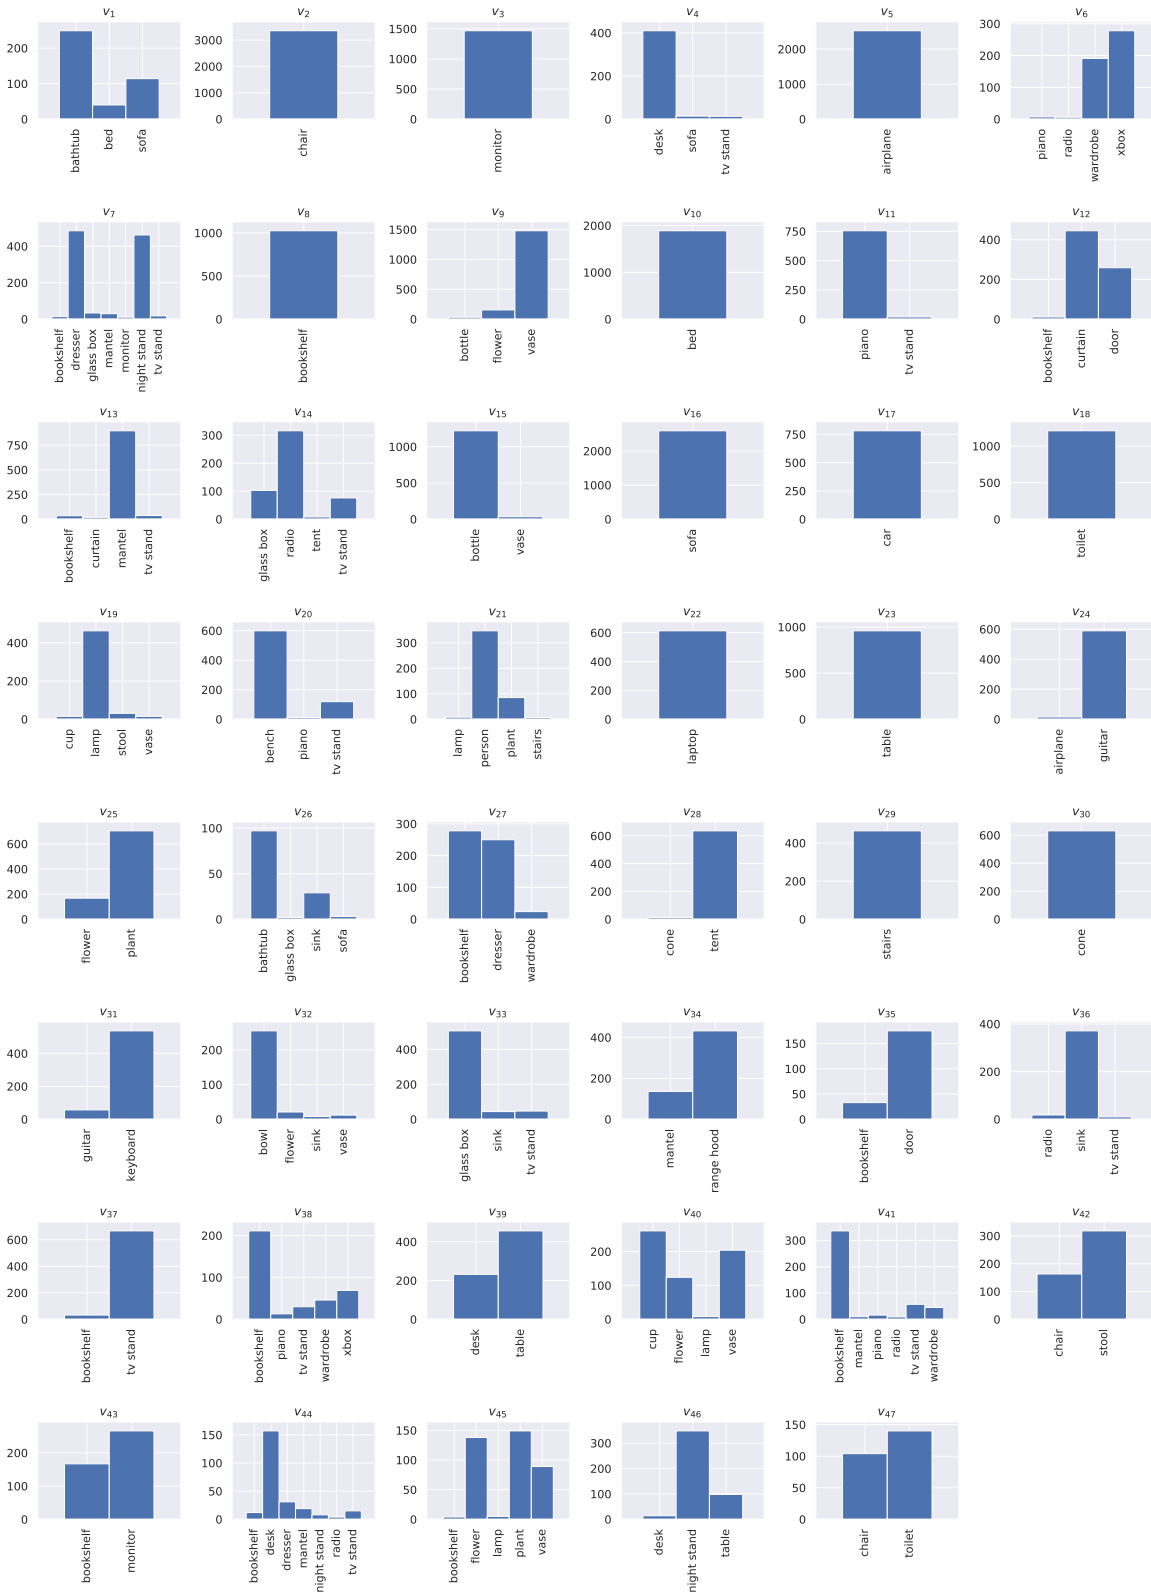 v1 v2 v3 v4 v5 v6
200 100 0 bathtub bed sofa
3000 2000 1000 0 chair
1500 1000 500 0 monitor
400 200 0 desk sofa tv stand
2000 1000 0 airplane
300 200 100 0 piano radio wardrobe xbox
v7 v8 v9 v10 v11 v12
400 200 0 bookshelf dresser glass box mantel monitor night stand tv stand
1000 500 0 bookshelf
1500 1000 500 0 bottle flower vase
2000 1000 0 bed
750 500 250 0 piano tv stand
400 200 0 bookshelf curtain door
v13 v14 v15 v16 v17 v18
750 500 250 0 bookshelf curtain mantel tv stand
300 200 100 0 glass box radio tent tv stand
1000 500 0 bottle vase
2000 1000 0 sofa
750 500 250 0 car
1000 500 0 toilet
v19 v20 v21 v22 v23 v24
400 200 0 cup lamp stool vase
600 400 200 0 bench piano tv stand
300 200 100 0 lamp person plant stairs
600 400 200 0 laptop
1000 500 0 table
600 400 200 0 airplane guitar
v25 v26 v27 v28 v29 v30
600 400 200 0 flower plant
100 50 0 bathtub glass box sink sofa
300 200 100 0 bookshelf dresser wardrobe
600 400 200 0 cone tent
400 200 0 stairs
600 400 200 0 cone
v31 v32 v33 v34 v35 v36
400 200 0 guitar keyboard
200 100 0 bowl flower sink vase
400 200 0 glass box sink tv stand
400 200 0 mantel range hood
150 100 50 0 bookshelf door
400 200 0 radio sink tv stand
v37 v38 v39 v40 v41 v42
600 400 200 0 bookshelf tv stand
200 100 0 bookshelf piano tv stand wardrobe xbox
400 200 0 desk table
200 100 0 cup flower lamp vase
300 200 100 0 bookshelf mantel piano radio tv stand wardrobe
300 200 100 0 chair stool
v43 v44 v45 v46 v47
200 100 0 bookshelf monitor
150 100 50 0 bookshelf desk dresser mantel night stand radio tv stand
150 100 50 0 bookshelf flower lamp plant vase
300 200 100 0 desk night stand table
150 100 50 0 chair toilet